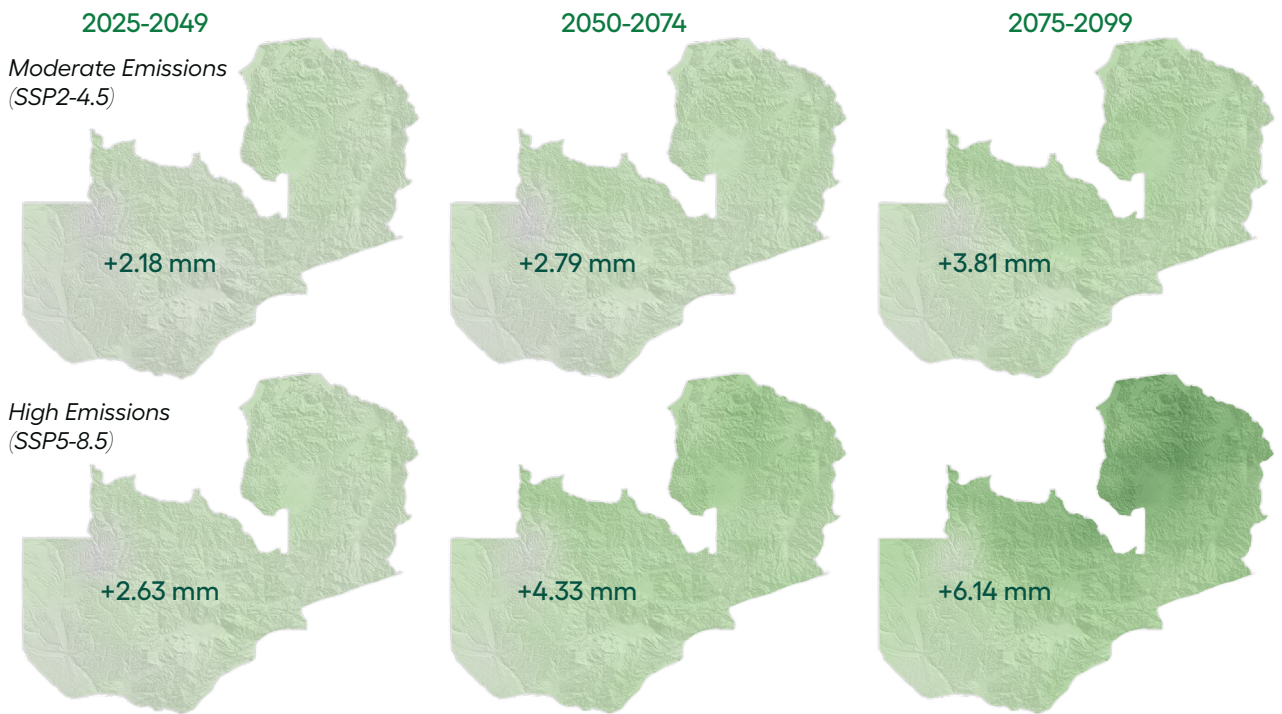 2025-2049
2050-2074
2075-2099
Moderate Emissions
(SSP2-4.5)
+2.18 mm
+2.79 mm
+3.81 mm
High Emissions
(SSP5-8.5)
+2.63 mm
+4.33 mm
+6.14 mm